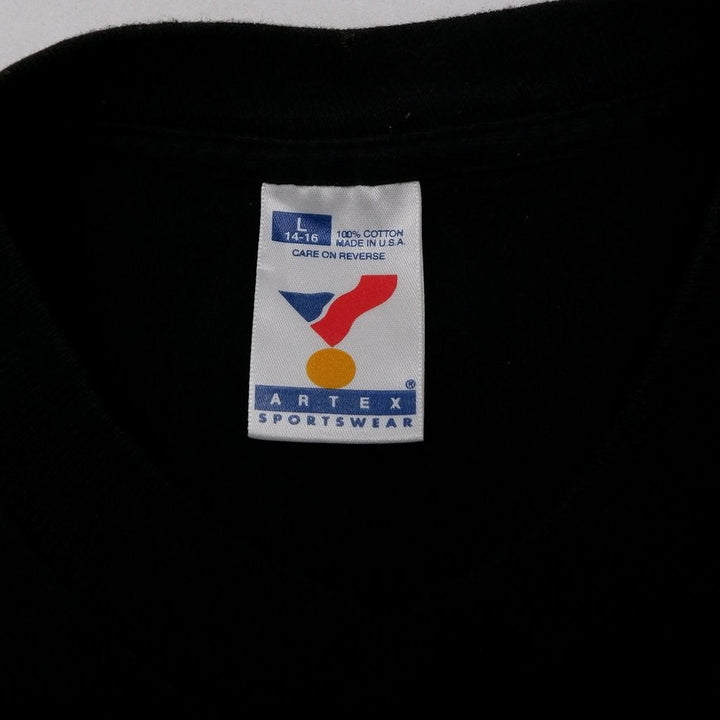 L
14-16
100% COTTON
MADE IN U.S.A.
CARE ON REVERSE
ARTEX®
SPORTSWEAR